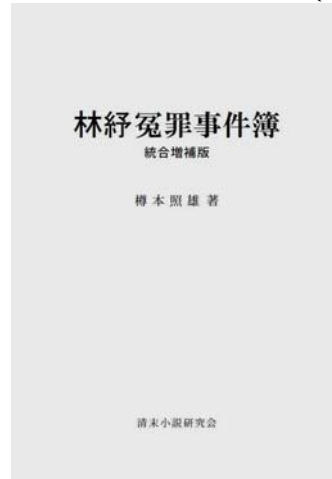 林紓冤罪事件簿
統合増補版
樽本照雄 著
清末小説研究会